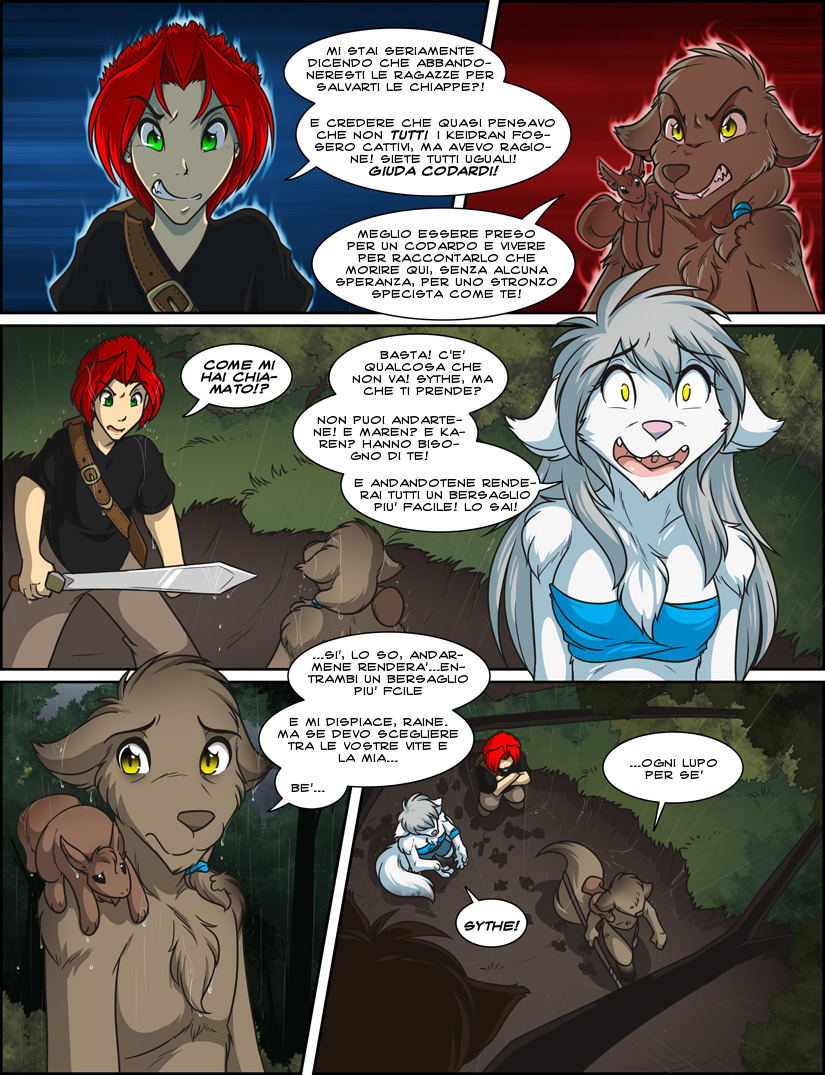 MI STAI SERIAMENTE
DICENDO CHE ABBANDO-
NERESTI LE RAGAZZE PER
SALVARTI LE CHIAPPE?!
E CREDERE CHE QUASI PENSAVO
CHE NON TUTTI I KEIDRAN FOS-
SERO CATTIVI, MA AVEVO RAGIO-
NE! SIETE TUTTI UGUALI!
GIUDA CODARDI!
MEGLIO ESSERE PRESO
PER UN CODARDO E VIVERE
PER RACCONTARLO CHE
MORIRE QUI, SENZA ALCUNA
SPERANZA, PER UNO STRONZO
SPECISTA COME TE!
COME MI
HAI CHIA-
MATO!?
BASTA! C'E'
QUALCOSA CHE
NON VA! SYTHE, MA
CHE TI PRENDE?
NON PUOI ANDARTE-
NE! E MAREN? E KA-
REN? HANNO BISO-
GNO DI TE!
E ANDANDOTENE RENDE-
RAI TUTTI UN BERSAGLIO
PIU' FACILE! LO SAI!
...SI', LO SO, ANDAR-
MENE RENDERA'...EN-
TRAMBI UN BERSAGLIO
PIU' FCILE
E MI DISPIACE, RAINE.
MA SE DEVO SCEGLIERE
TRA LE VOSTRE VITE E
LA MIA...
BE'...
...OGNI LUPO
PER SE'
SYTHE!